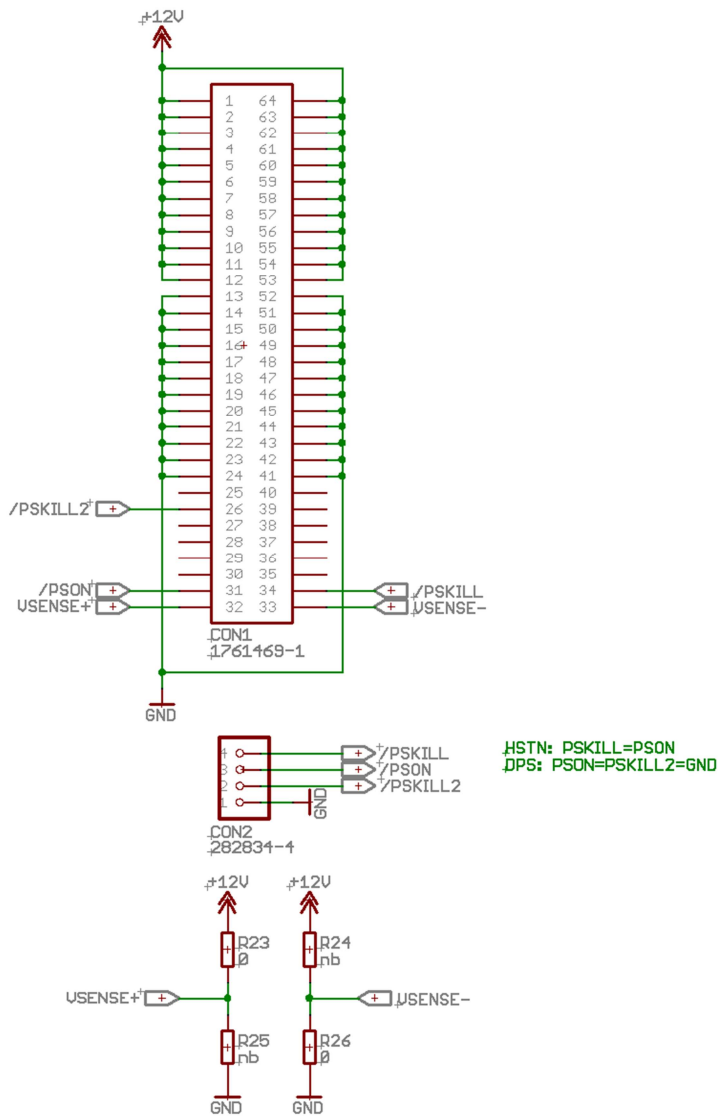 +12V
1 64
2 63
3 62
4 61
5 60
6 59
7 58
8 57
9 56
10 55
11 54
12 53
13 52
14 51
15 50
16 49
17 48
18 47
19 46
20 45
21 44
22 43
23 42
24 41
25 40
/PSKILL2 26 39
27 38
28 37
29 36
30 35
/PSON 31 34 /PSKILL
VSENSE+ 32 33 VSENSE-
CON1
1761469-1
GND
4 /PSKILL
3 /PSON
2 /PSKILL2
1 GND
CON2
282834-4
HSTN: PSKILL=PSON
DPS: PSON=PSKILL2=GND
+12V +12V
R23 R24
0 nb
VSENSE+ VSENSE-
R25 R26
nb 0
GND GND